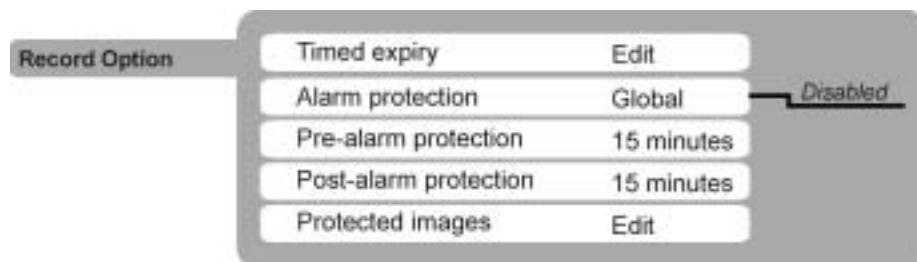 Record Option
Timed expiry Edit
Alarm protection Global Disabled
Pre-alarm protection 15 minutes
Post-alarm protection 15 minutes
Protected images Edit